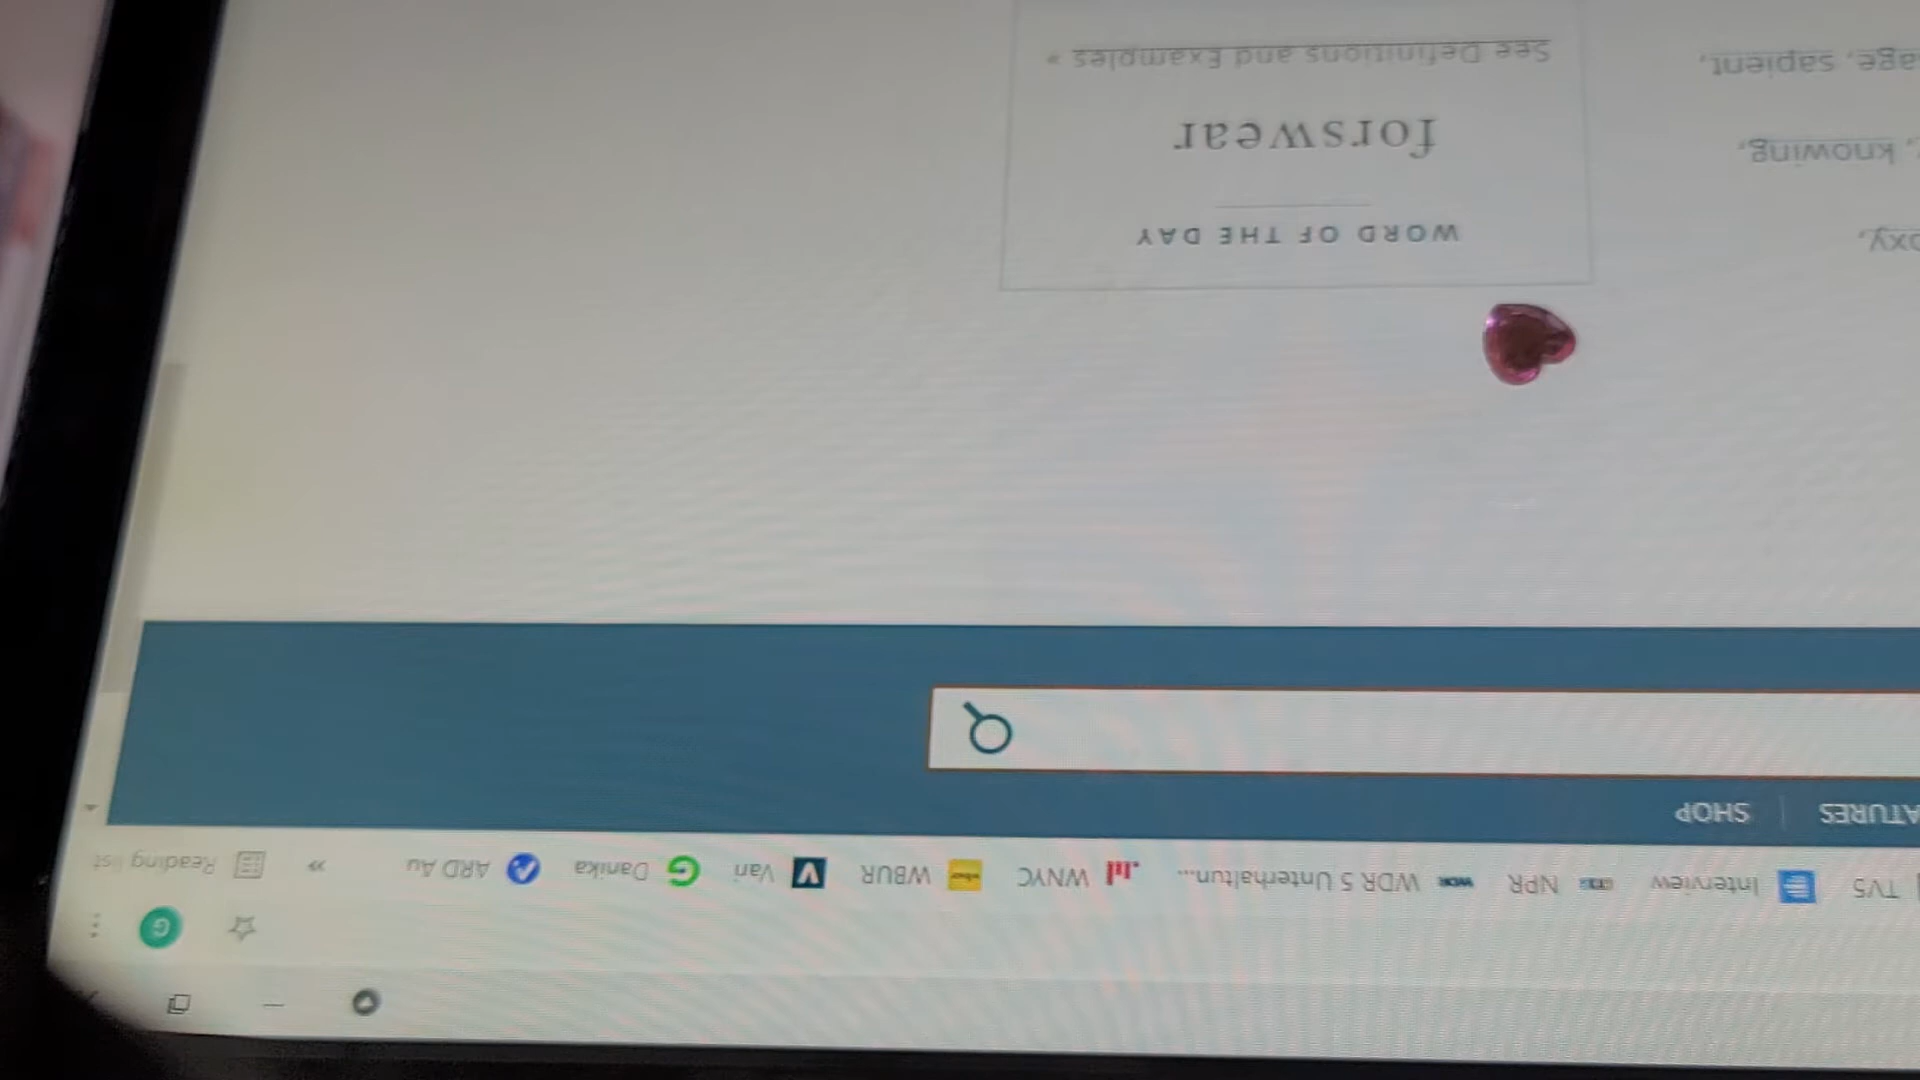 TV5 Interview NPR WDR 5 Unterhaltun... WNYC WBUR Van Danika ARD Au » Reading list
ATURES SHOP
WORD OF THE DAY
forswear
See Definitions and Examples »
oxy,
, knowing,
age, sapient,